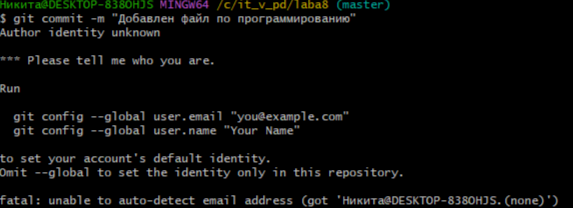 Никита@DESKTOP-838OHJS MINGW64 /c/it_v_pd/laba8 (master)
$ git commit -m "Добавлен файл по программированию"
Author identity unknown
*** Please tell me who you are.
Run
git config --global user.email "you@example.com"
git config --global user.name "Your Name"
to set your account's default identity.
Omit --global to set the identity only in this repository.
fatal: unable to auto-detect email address (got 'Никита@DESKTOP-838OHJS.(none)')